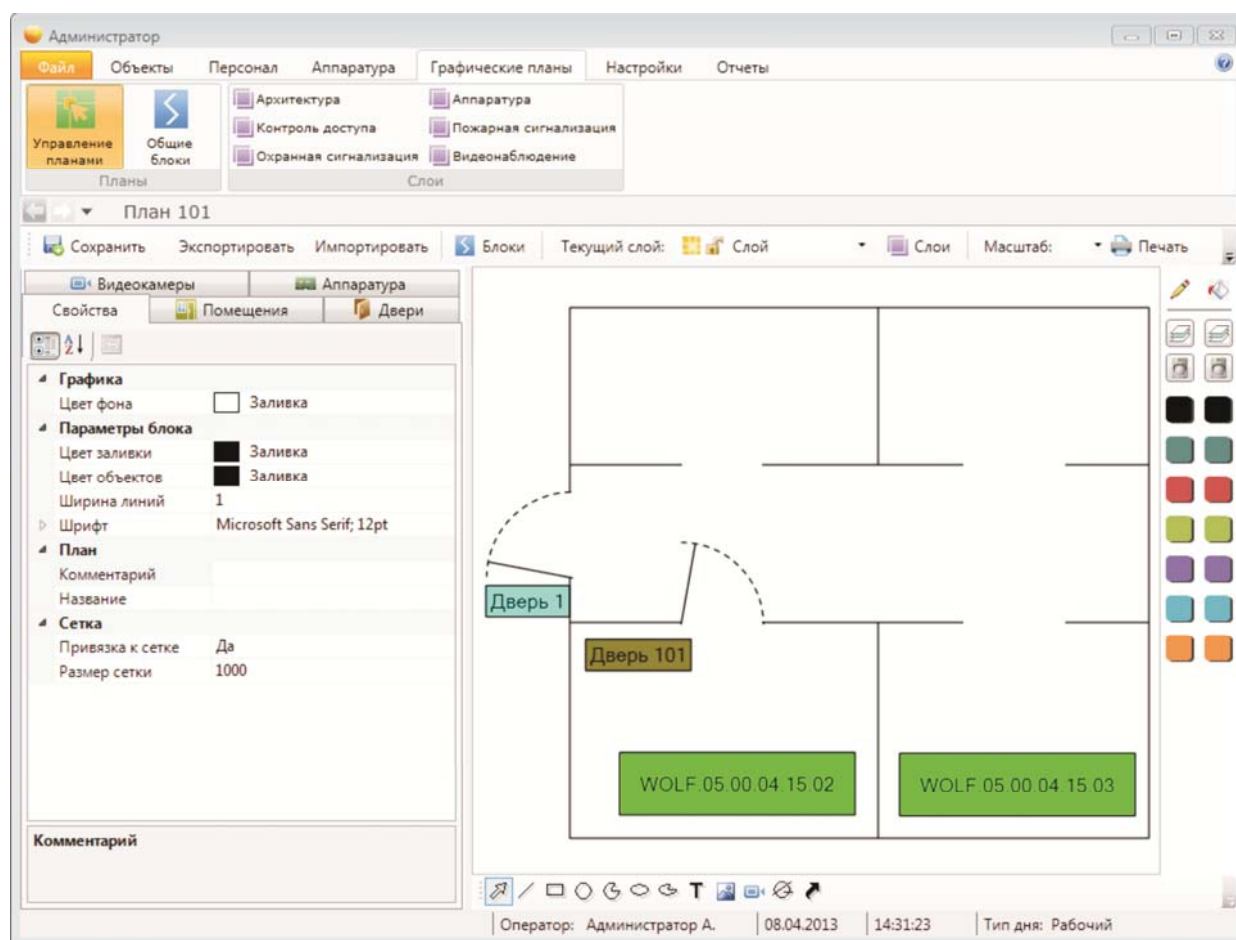 Администратор
Файл Объекты Персонал Аппаратура Графические планы Настройки Отчеты
Управление планами
Общие блоки
Архитектура
Контроль доступа
Охранная сигнализация
Аппаратура
Пожарная сигнализация
Видеонаблюдение
Планы Слои
План 101
Сохранить Экспортировать Импортировать Блоки Текущий слой: Слой Слои Масштаб: Печать
Видеокамеры Аппаратура
Свойства Помещения Двери
Графика
Цвет фона Заливка
Параметры блока
Цвет заливки Заливка
Цвет объектов Заливка
Ширина линий 1
Шрифт Microsoft Sans Serif; 12pt
План
Комментарий
Название
Сетка
Привязка к сетке Да
Размер сетки 1000
Комментарий
Дверь 1
Дверь 101
WOLF.05.00.04.15.02
WOLF.05.00.04.15.03
Оператор: Администратор А. 08.04.2013 14:31:23 Тип дня: Рабочий